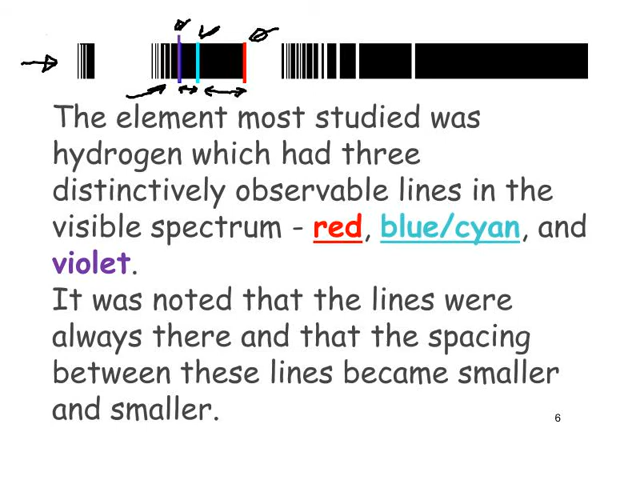 The element most studied was
hydrogen which had three
distinctively observable lines in the
visible spectrum - red, blue/cyan, and
violet.
It was noted that the lines were
always there and that the spacing
between these lines became smaller
and smaller.
6